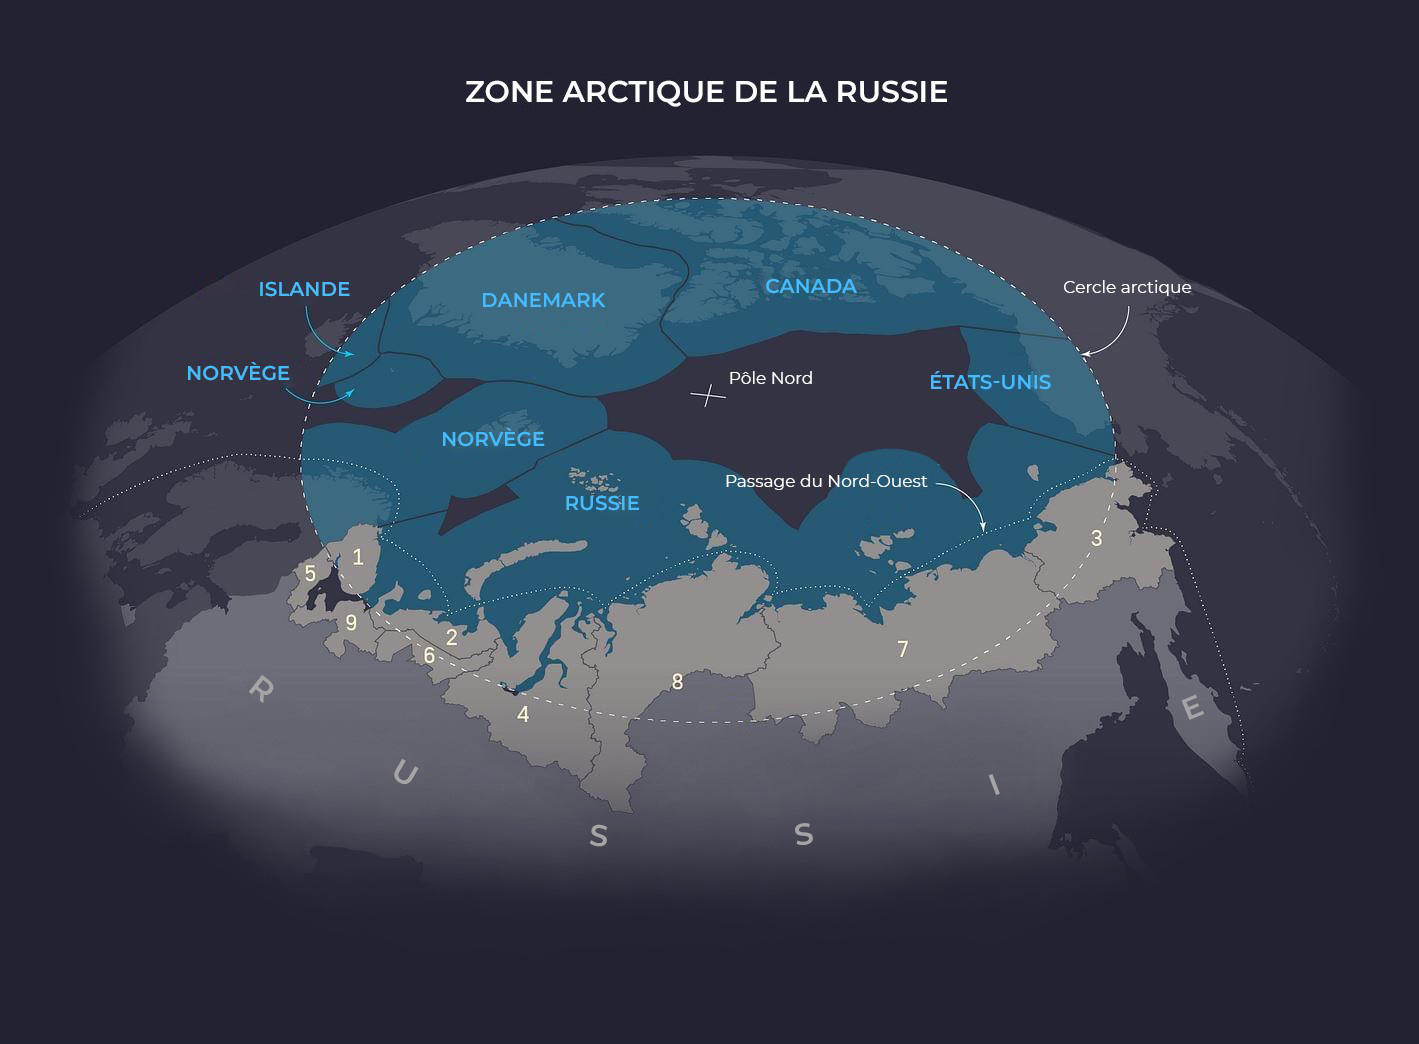 ZONE ARCTIQUE DE LA RUSSIE
ISLANDE
DANEMARK
CANADA
Cercle arctique
NORVÈGE
Pôle Nord
ÉTATS-UNIS
NORVÈGE
RUSSIE
Passage du Nord-Ouest
1
5
3
9
2
6
7
8
4
R U S S I E